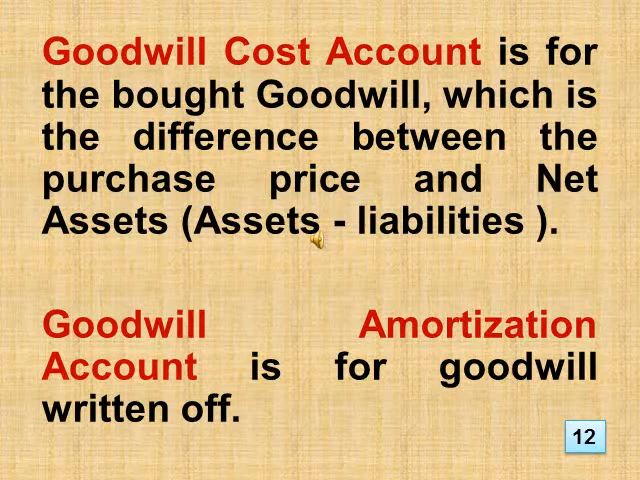 Goodwill Cost Account is for
the bought Goodwill, which is
the difference between the
purchase price and Net
Assets (Assets - liabilities ).
Goodwill Amortization
Account is for goodwill
written off.
12